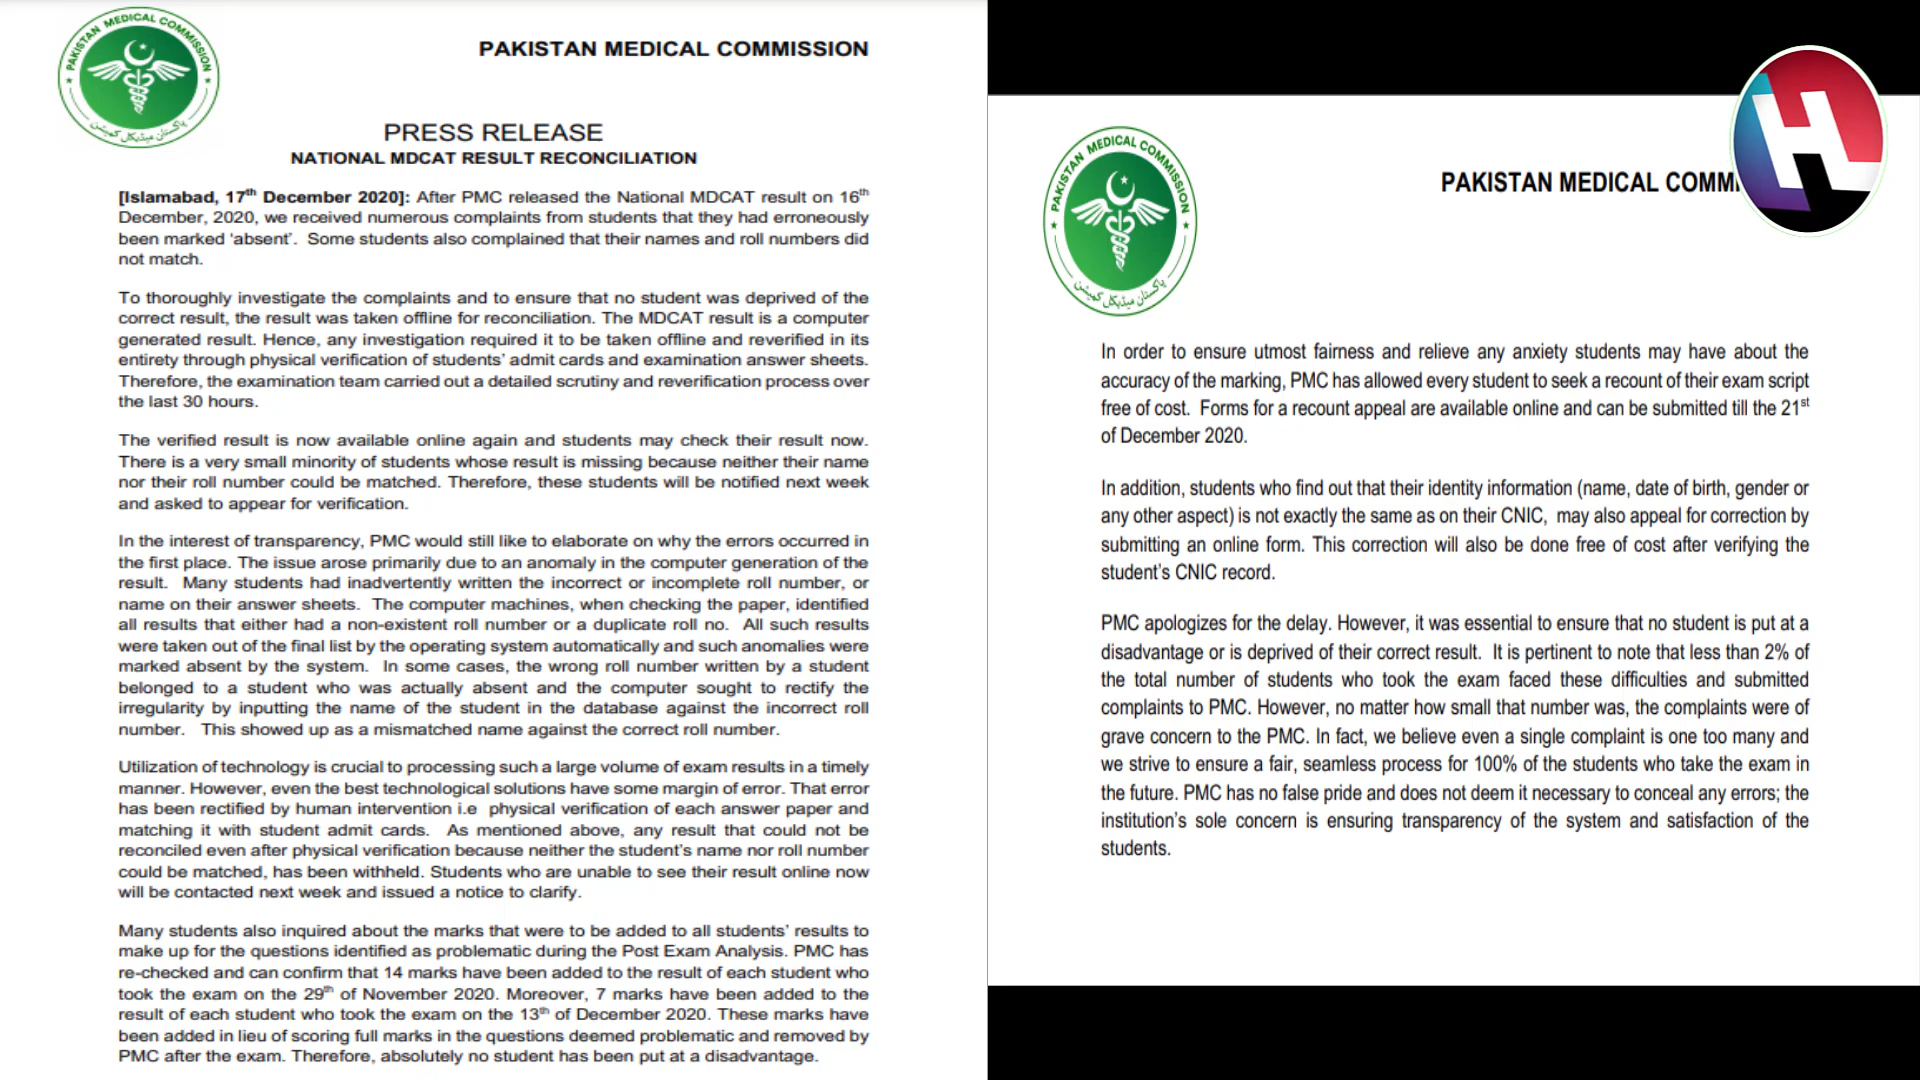 PAKISTAN MEDICAL COMMISSION
پاکستان میڈیکل کمیشن
PAKISTAN MEDICAL COMMISSION
PRESS RELEASE
NATIONAL MDCAT RESULT RECONCILIATION
[Islamabad, 17th December 2020]: After PMC released the National MDCAT result on 16th
December, 2020, we received numerous complaints from students that they had erroneously
been marked ‘absent’. Some students also complained that their names and roll numbers did
not match.
To thoroughly investigate the complaints and to ensure that no student was deprived of the
correct result, the result was taken offline for reconciliation. The MDCAT result is a computer
generated result. Hence, any investigation required it to be taken offline and reverified in its
entirety through physical verification of students’ admit cards and examination answer sheets.
Therefore, the examination team carried out a detailed scrutiny and reverification process over
the last 30 hours.
The verified result is now available online again and students may check their result now.
There is a very small minority of students whose result is missing because neither their name
nor their roll number could be matched. Therefore, these students will be notified next week
and asked to appear for verification.
In the interest of transparency, PMC would still like to elaborate on why the errors occurred in
the first place. The issue arose primarily due to an anomaly in the computer generation of the
result. Many students had inadvertently written the incorrect or incomplete roll number, or
name on their answer sheets. The computer machines, when checking the paper, identified
all results that either had a non-existent roll number or a duplicate roll no. All such results
were taken out of the final list by the operating system automatically and such anomalies were
marked absent by the system. In some cases, the wrong roll number written by a student
belonged to a student who was actually absent and the computer sought to rectify the
irregularity by inputting the name of the student in the database against the incorrect roll
number. This showed up as a mismatched name against the correct roll number.
Utilization of technology is crucial to processing such a large volume of exam results in a timely
manner. However, even the best technological solutions have some margin of error. That error
has been rectified by human intervention i.e physical verification of each answer paper and
matching it with student admit cards. As mentioned above, any result that could not be
reconciled even after physical verification because neither the student’s name nor roll number
could be matched, has been withheld. Students who are unable to see their result online now
will be contacted next week and issued a notice to clarify.
Many students also inquired about the marks that were to be added to all students’ results to
make up for the questions identified as problematic during the Post Exam Analysis. PMC has
re-checked and can confirm that 14 marks have been added to the result of each student who
took the exam on the 29th of November 2020. Moreover, 7 marks have been added to the
result of each student who took the exam on the 13th of December 2020. These marks have
been added in lieu of scoring full marks in the questions deemed problematic and removed by
PMC after the exam. Therefore, absolutely no student has been put at a disadvantage.
PAKISTAN MEDICAL COMMISSION
پاکستان میڈیکل کمیشن
PAKISTAN MEDICAL COMM
H
In order to ensure utmost fairness and relieve any anxiety students may have about the
accuracy of the marking, PMC has allowed every student to seek a recount of their exam script
free of cost. Forms for a recount appeal are available online and can be submitted till the 21st
of December 2020.
In addition, students who find out that their identity information (name, date of birth, gender or
any other aspect) is not exactly the same as on their CNIC, may also appeal for correction by
submitting an online form. This correction will also be done free of cost after verifying the
student’s CNIC record.
PMC apologizes for the delay. However, it was essential to ensure that no student is put at a
disadvantage or is deprived of their correct result. It is pertinent to note that less than 2% of
the total number of students who took the exam faced these difficulties and submitted
complaints to PMC. However, no matter how small that number was, the complaints were of
grave concern to the PMC. In fact, we believe even a single complaint is one too many and
we strive to ensure a fair, seamless process for 100% of the students who take the exam in
the future. PMC has no false pride and does not deem it necessary to conceal any errors; the
institution’s sole concern is ensuring transparency of the system and satisfaction of the
students.